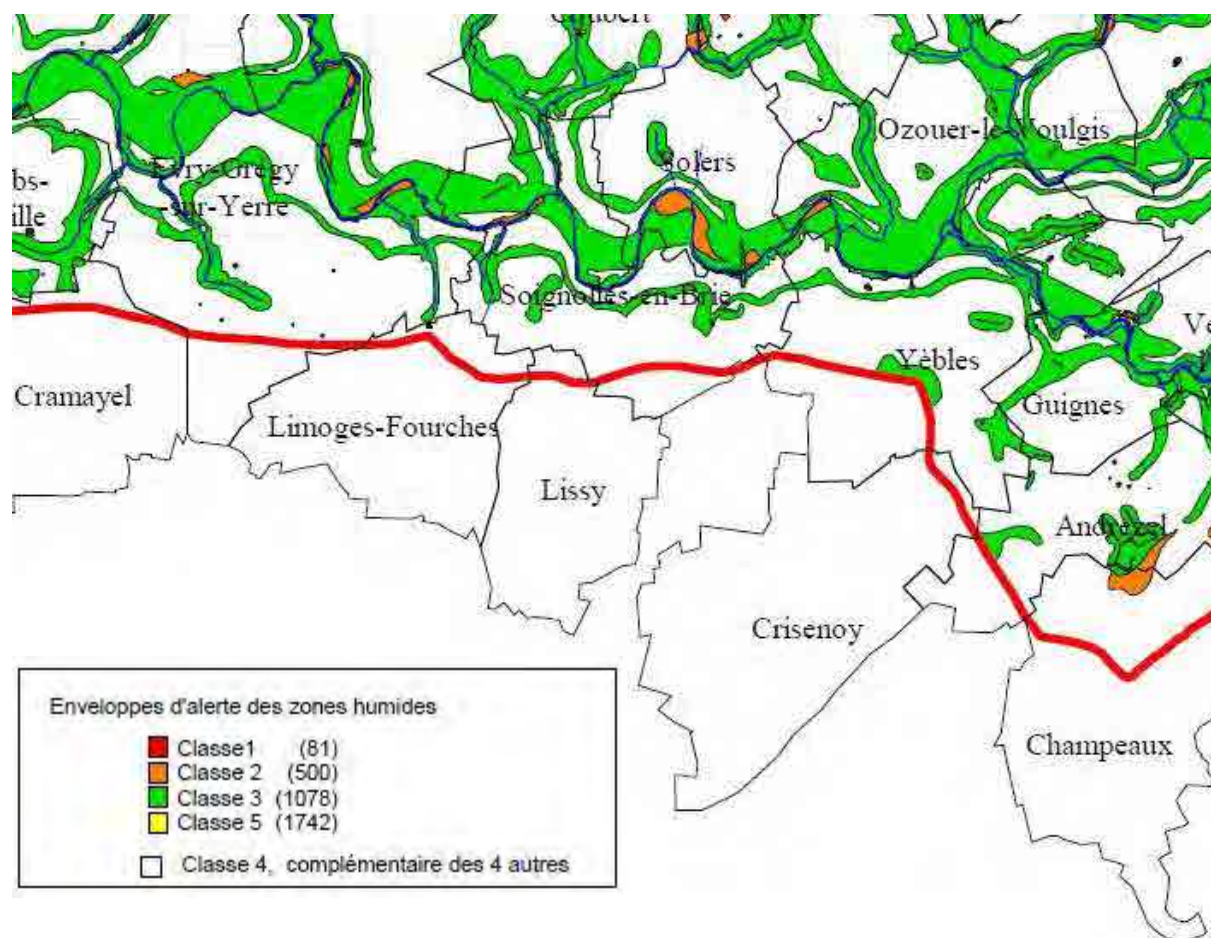 Ozouer-le-Voulgis
Solers
Evry-Grégy
-sur-Yerre
Soignolles-en-Brie
Yèbles
Cramayel
Guignes
Limoges-Fourches
Lissy
Andrezel
Crisenoy
Champeaux
Enveloppes d'alerte des zones humides
Classe1 (81)
Classe 2 (500)
Classe 3 (1078)
Classe 5 (1742)
Classe 4, complémentaire des 4 autres